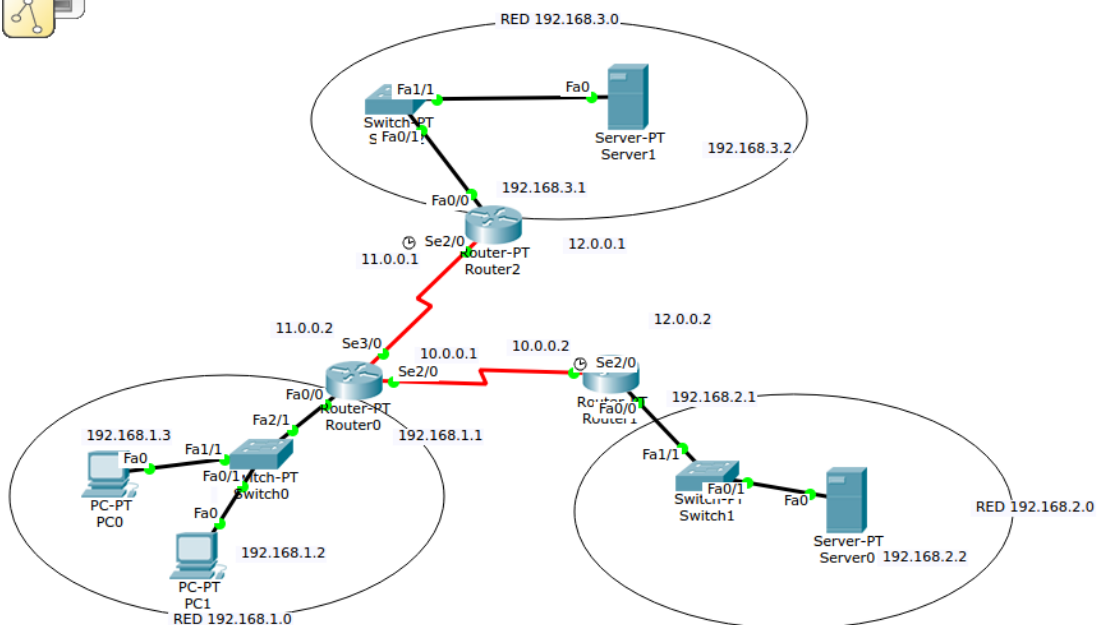 RED 192.168.3.0
Fa1/1
Fa0
Switch-PT
Fa0/1
Server-PT
Server1
192.168.3.2
192.168.3.1
Fa0/0
Se2/0
Router-PT
Router2
12.0.0.1
11.0.0.1
11.0.0.2
12.0.0.2
Se3/0
10.0.0.1
10.0.0.2
Se2/0
Se2/0
Fa0/0
Router-PT
Router0
192.168.1.1
Fa0/0
Router1
192.168.2.1
Fa2/1
192.168.1.3
Fa0
Fa1/1
Fa0/1
Switch0
PC-PT
PC0
Fa0
192.168.1.2
PC-PT
PC1
RED 192.168.1.0
Fa1/1
Fa0/1
Switch1
Fa0
Server-PT
Server0
192.168.2.2
RED 192.168.2.0